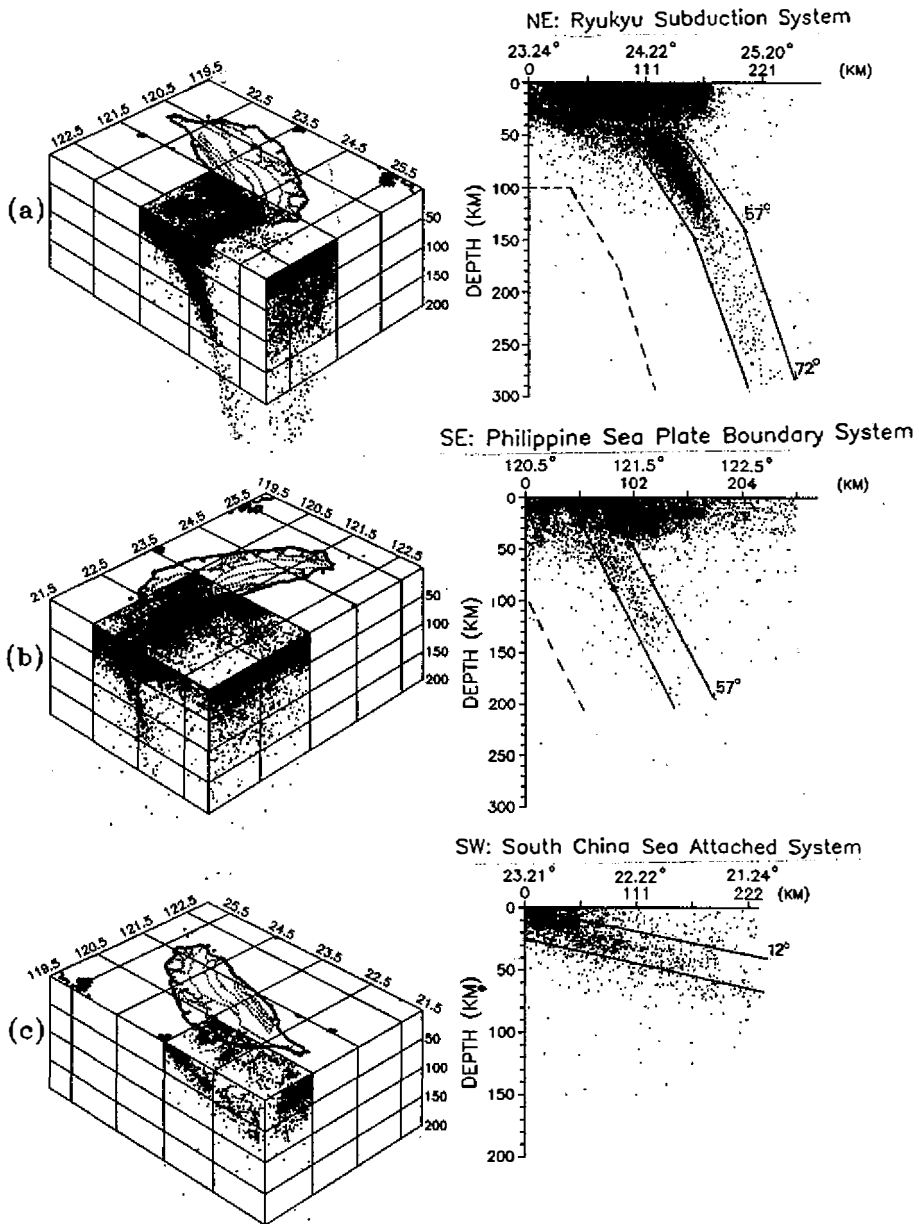 NE: Ryukyu Subduction System
23.24° 24.22° 25.20°
0 111 221 (KM)
122.5 121.5 120.5 119.5
22.5 23.5 24.5 25.5
50
100
150
200
(a)
DEPTH (KM)
0
50
100
150
200
250
300
57°
72°
SE: Philippine Sea Plate Boundary System
120.5° 121.5° 122.5°
0 102 204 (KM)
21.5 22.5 23.5 24.5 25.5
119.5 120.5 121.5 122.5
50
100
150
200
(b)
DEPTH (KM)
0
50
100
150
200
250
300
57°
SW: South China Sea Attached System
23.21° 22.22° 21.24°
0 111 222 (KM)
119.5 120.5 121.5 122.5
25.5 24.5 23.5 22.5 21.5
50
100
150
200
(c)
DEPTH (KM)
0
50
100
150
200
12°